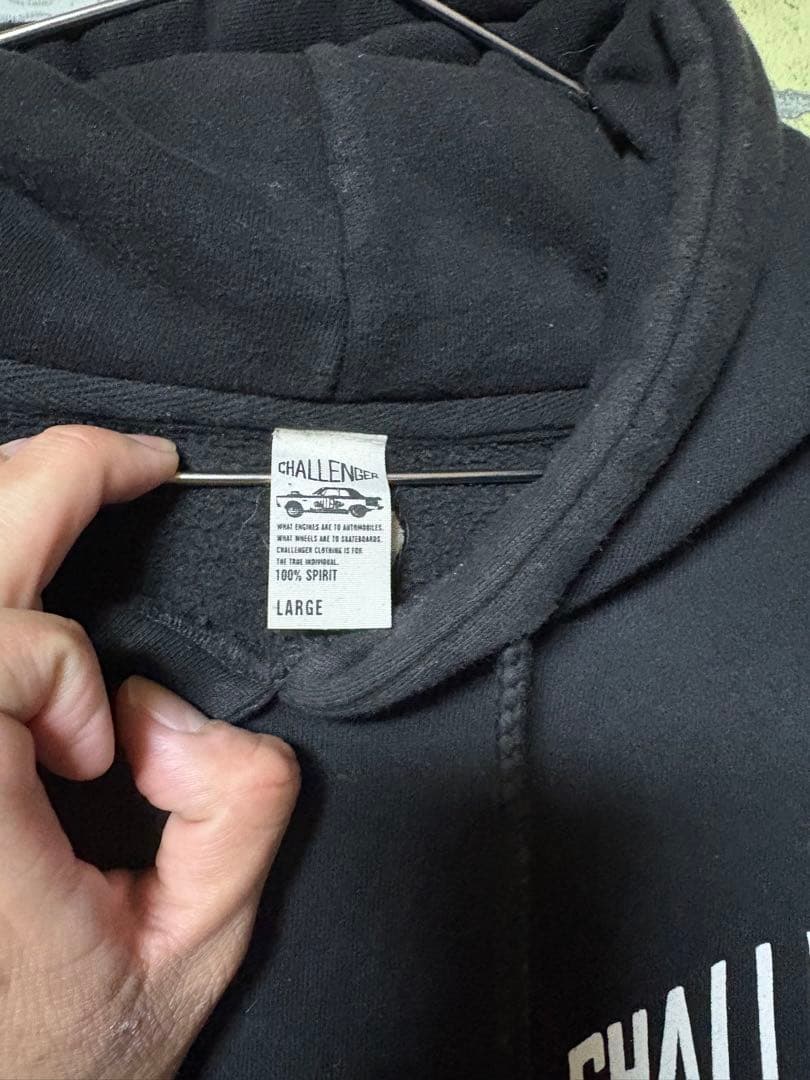 CHALLENGER
WHAT ENGINES ARE TO AUTOMOBILES.
WHAT WHEELS ARE TO SKATEBOARDS.
CHALLENGER CLOTHING IS FOR
THE TRUE INDIVIDUAL.
100% SPIRIT
LARGE
CHALL